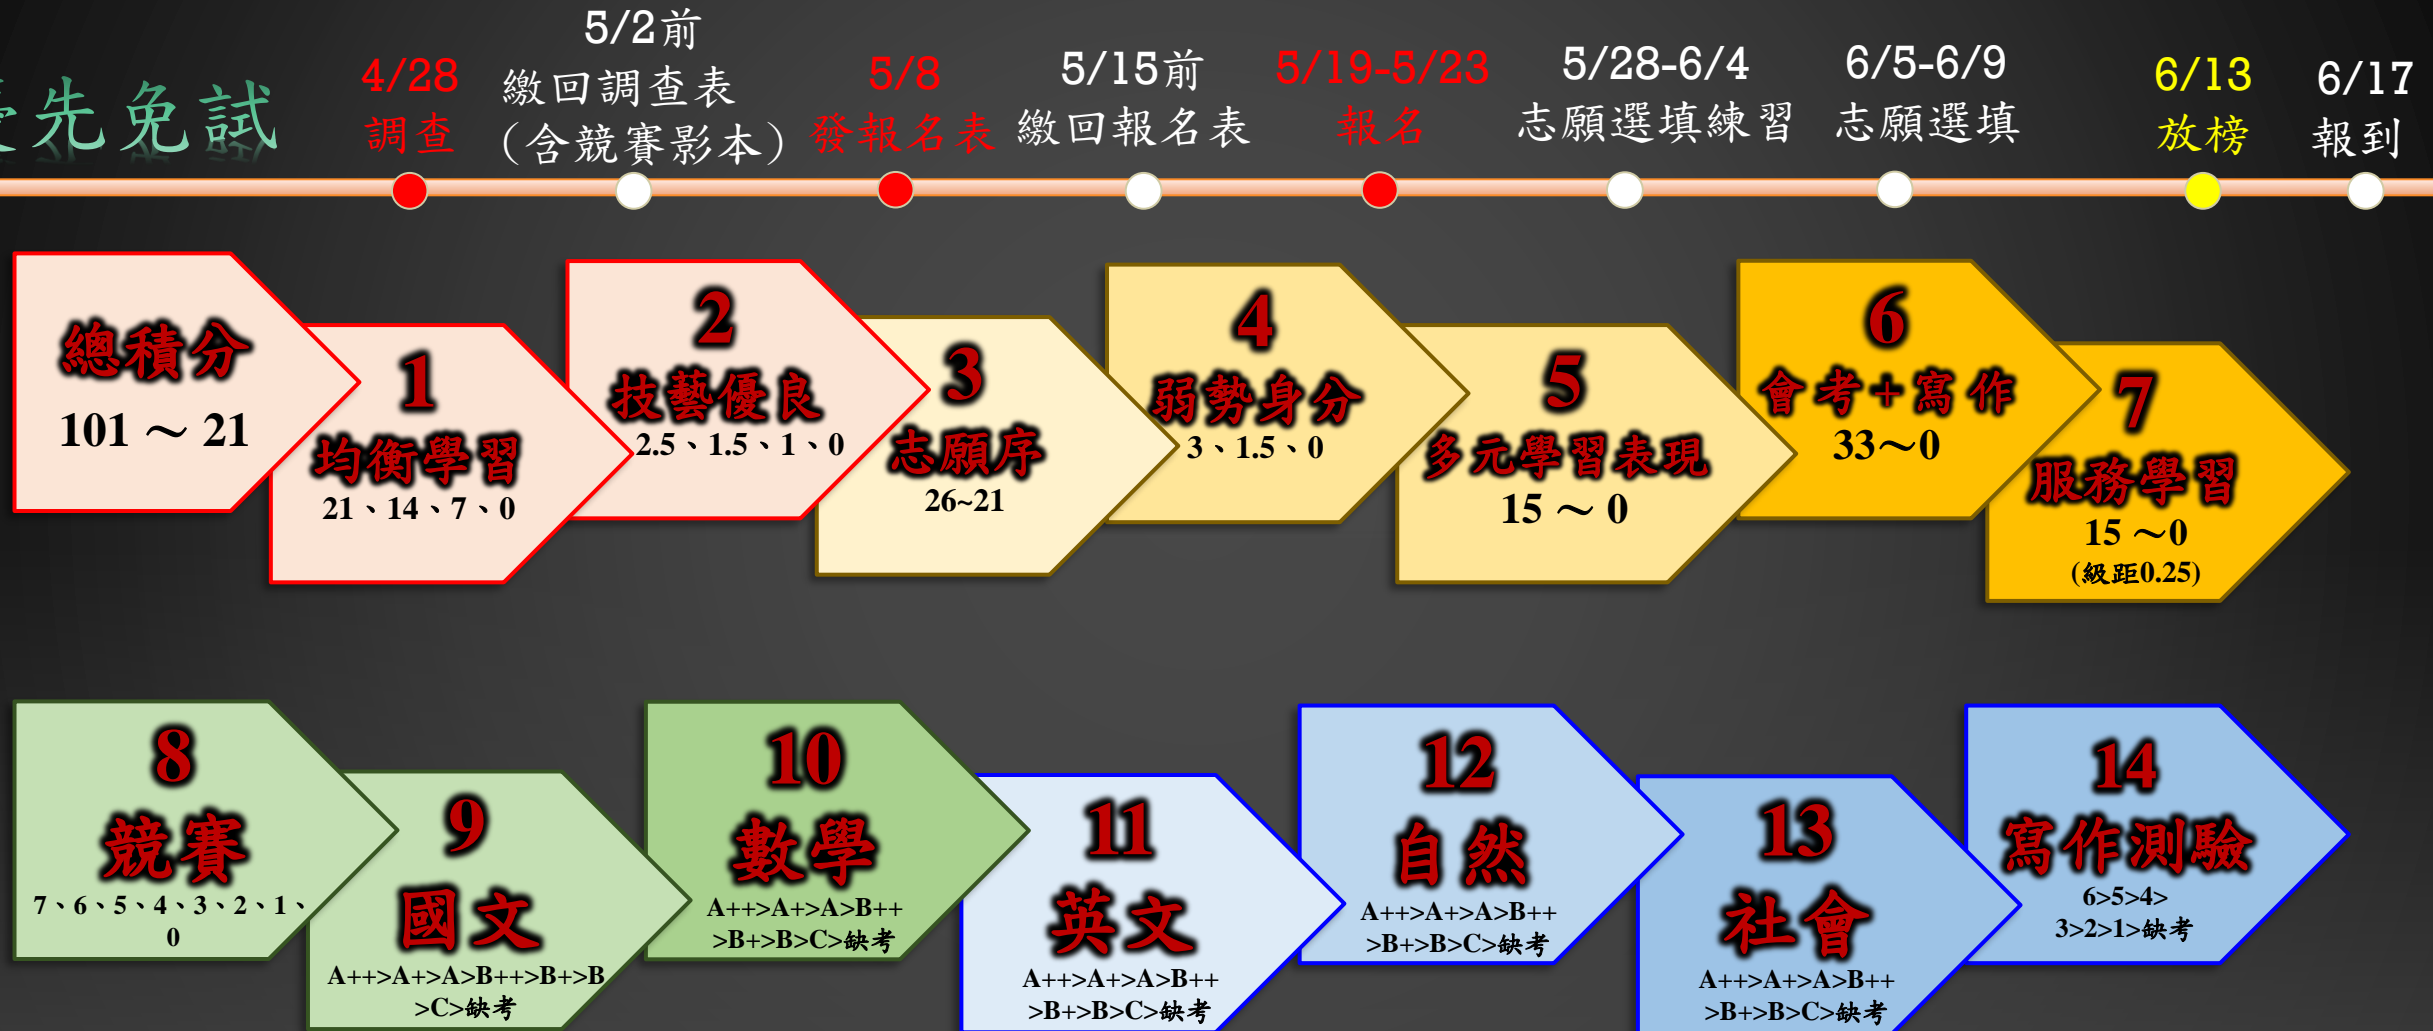 先免試
4/28
調查
5/2前
繳回調查表
(含競賽影本)
5/8
發報名表
5/15前
繳回報名表
5/19-5/23
報名
5/28-6/4
志願選填練習
6/5-6/9
志願選填
6/13
放榜
6/17
報到
總積分
101～21
1
均衡學習
21、14、7、0
2
技藝優良
2.5、1.5、1、0
3
志願序
26~21
4
弱勢身分
3、1.5、0
5
多元學習表現
15～0
6
會考+寫作
33～0
7
服務學習
15～0
(級距0.25)
8
競賽
7、6、5、4、3、2、1、
0
9
國文
A++>A+>A>B++>B+>B
>C>缺考
10
數學
A++>A+>A>B++
>B+>B>C>缺考
11
英文
A++>A+>A>B++
>B+>B>C>缺考
12
自然
A++>A+>A>B++
>B+>B>C>缺考
13
社會
A++>A+>A>B++
>B+>B>C>缺考
14
寫作測驗
6>5>4>
3>2>1>缺考